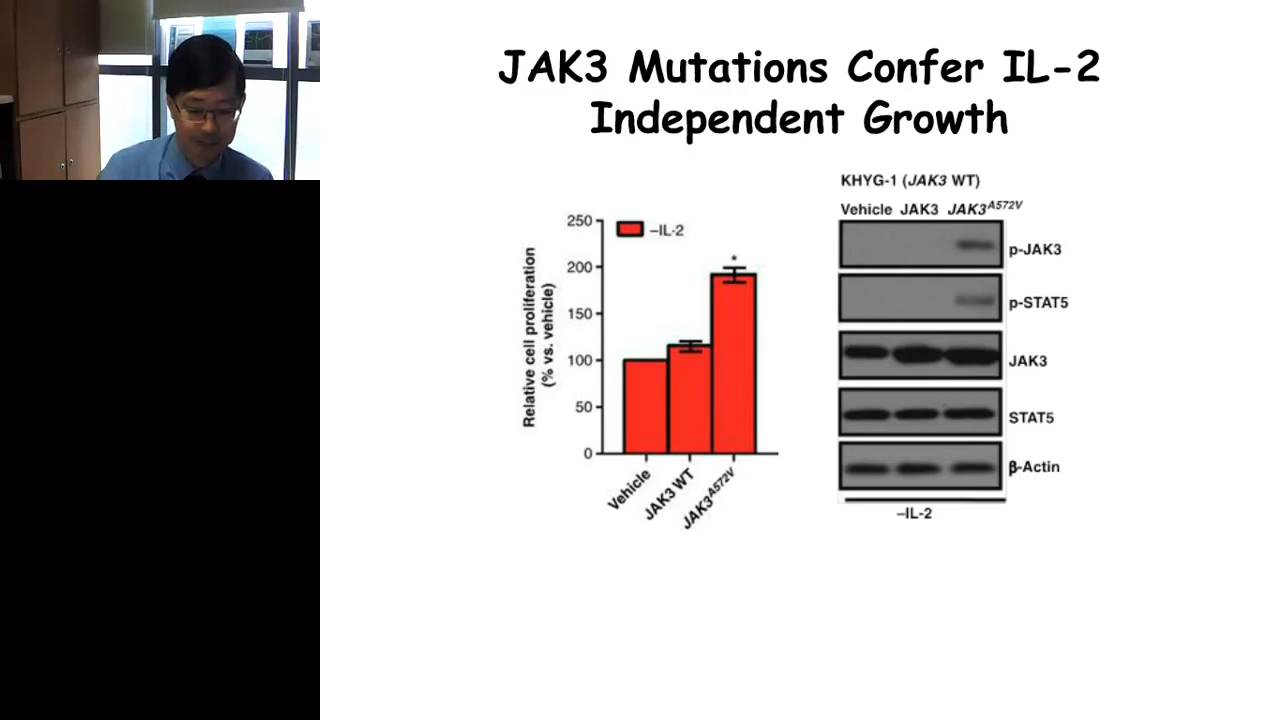 JAK3 Mutations Confer IL-2
Independent Growth
Relative cell proliferation
(% vs. vehicle)
250
200
150
100
50
0
–IL-2
*
Vehicle
JAK3 WT
JAK3A572V
KHYG-1 (JAK3 WT)
Vehicle JAK3 JAK3A572V
p-JAK3
p-STAT5
JAK3
STAT5
β-Actin
–IL-2